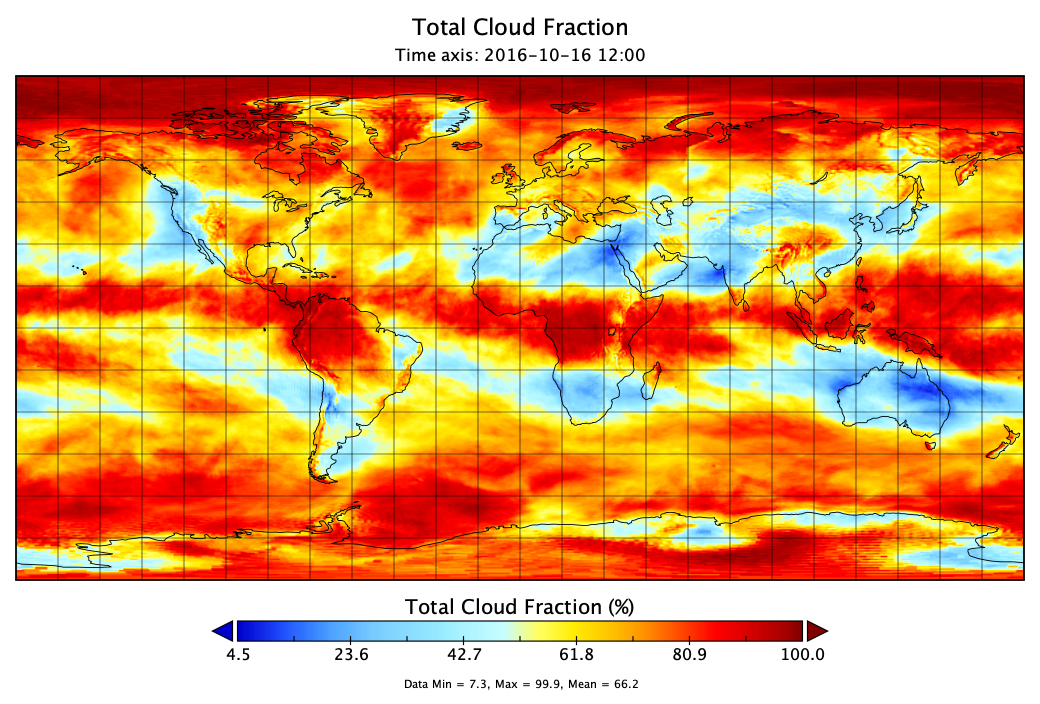 Total Cloud Fraction
Time axis: 2016-10-16 12:00
Total Cloud Fraction (%)
4.5 23.6 42.7 61.8 80.9 100.0
Data Min = 7.3, Max = 99.9, Mean = 66.2